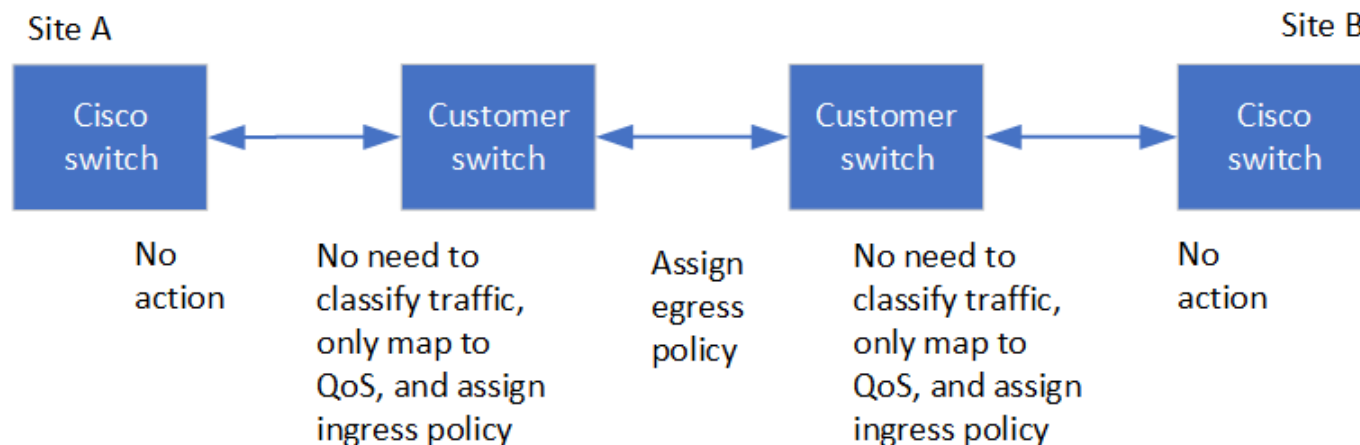 Site A
Site B
Cisco
switch
Customer
switch
Customer
switch
Cisco
switch
No
action
No need to
classify traffic,
only map to
QoS, and assign
ingress policy
Assign
egress
policy
No need to
classify traffic,
only map to
QoS, and assign
ingress policy
No
action